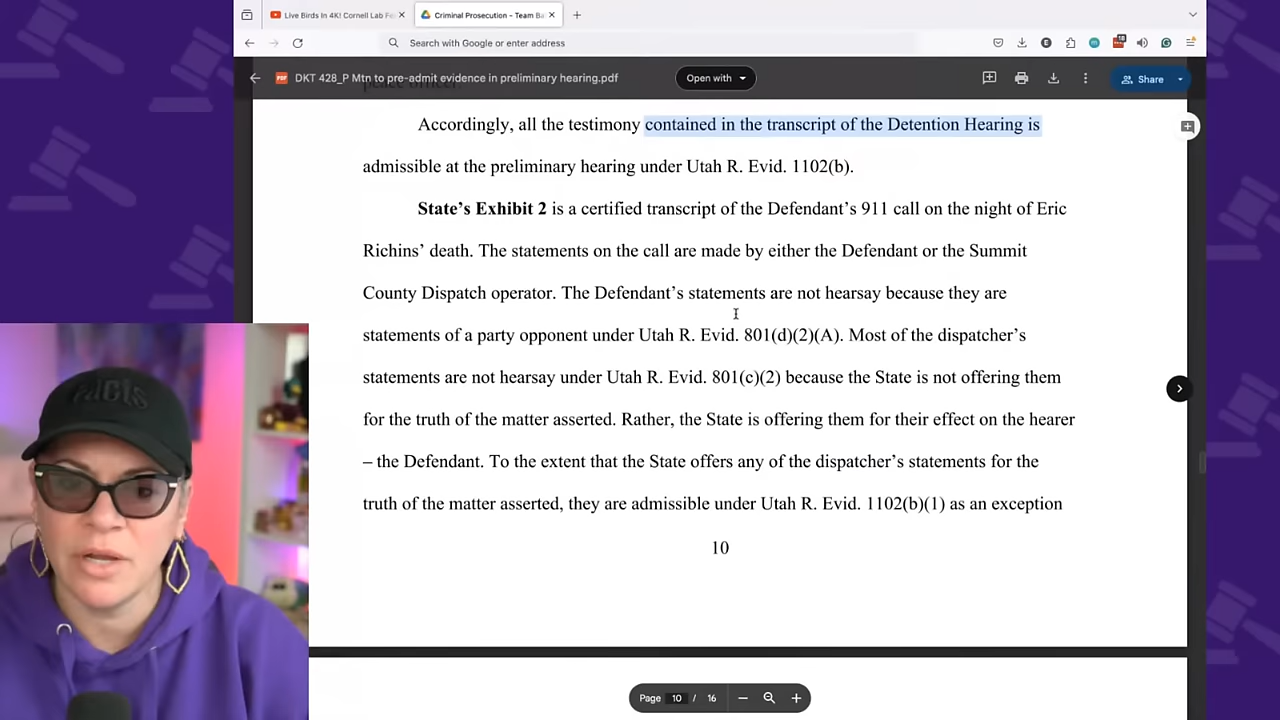 Live Birds In 4K! Cornell Lab Fe
Criminal Prosecution - Team Ba
Search with Google or enter address
18
PDF
DKT 428_P Mtn to pre-admit evidence in preliminary hearing.pdf
Open with
Share
peace officer.
Accordingly, all the testimony contained in the transcript of the Detention Hearing is
admissible at the preliminary hearing under Utah R. Evid. 1102(b).
State's Exhibit 2 is a certified transcript of the Defendant's 911 call on the night of Eric
Richins' death. The statements on the call are made by either the Defendant or the Summit
County Dispatch operator. The Defendant's statements are not hearsay because they are
statements of a party opponent under Utah R. Evid. 801(d)(2)(A). Most of the dispatcher's
statements are not hearsay under Utah R. Evid. 801(c)(2) because the State is not offering them
for the truth of the matter asserted. Rather, the State is offering them for their effect on the hearer
– the Defendant. To the extent that the State offers any of the dispatcher's statements for the
truth of the matter asserted, they are admissible under Utah R. Evid. 1102(b)(1) as an exception
10
Page 10 / 16
facts